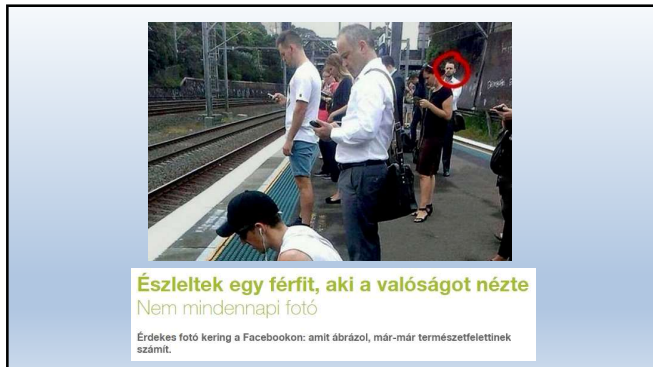 Észleltek egy férfit, aki a valóságot nézte
Nem mindennapi fotó
Érdekes fotó kering a Facebookon: amit ábrázol, már-már természetfelettinek
számít.